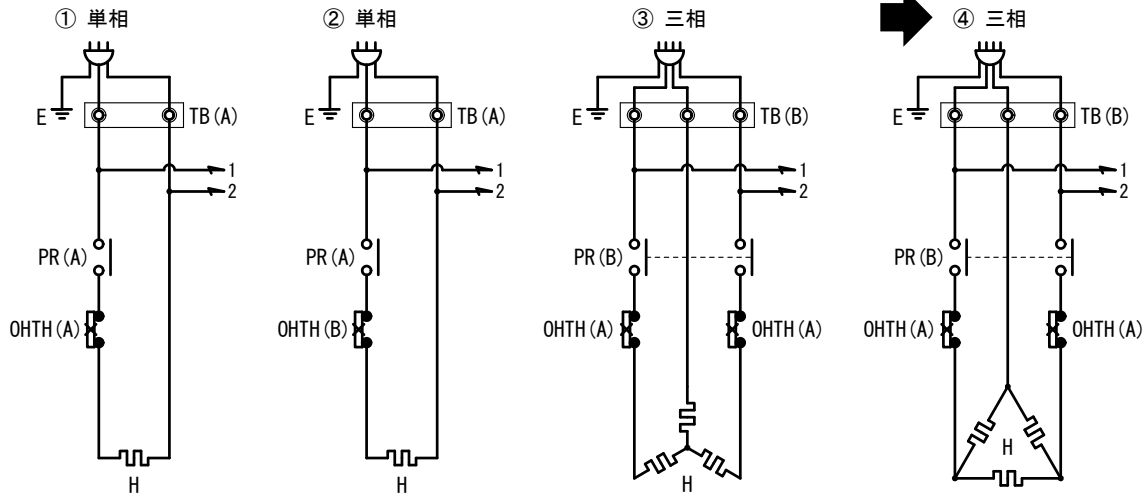 ① 単相
② 単相
③ 三相
④ 三相
E
TB(A)
E
TB(A)
E
TB(B)
E
TB(B)
1
1
1
1
2
2
2
2
PR(A)
PR(A)
PR(B)
PR(B)
OHTH(A)
OHTH(B)
OHTH(A)
OHTH(A)
OHTH(A)
OHTH(A)
H
H
H
H